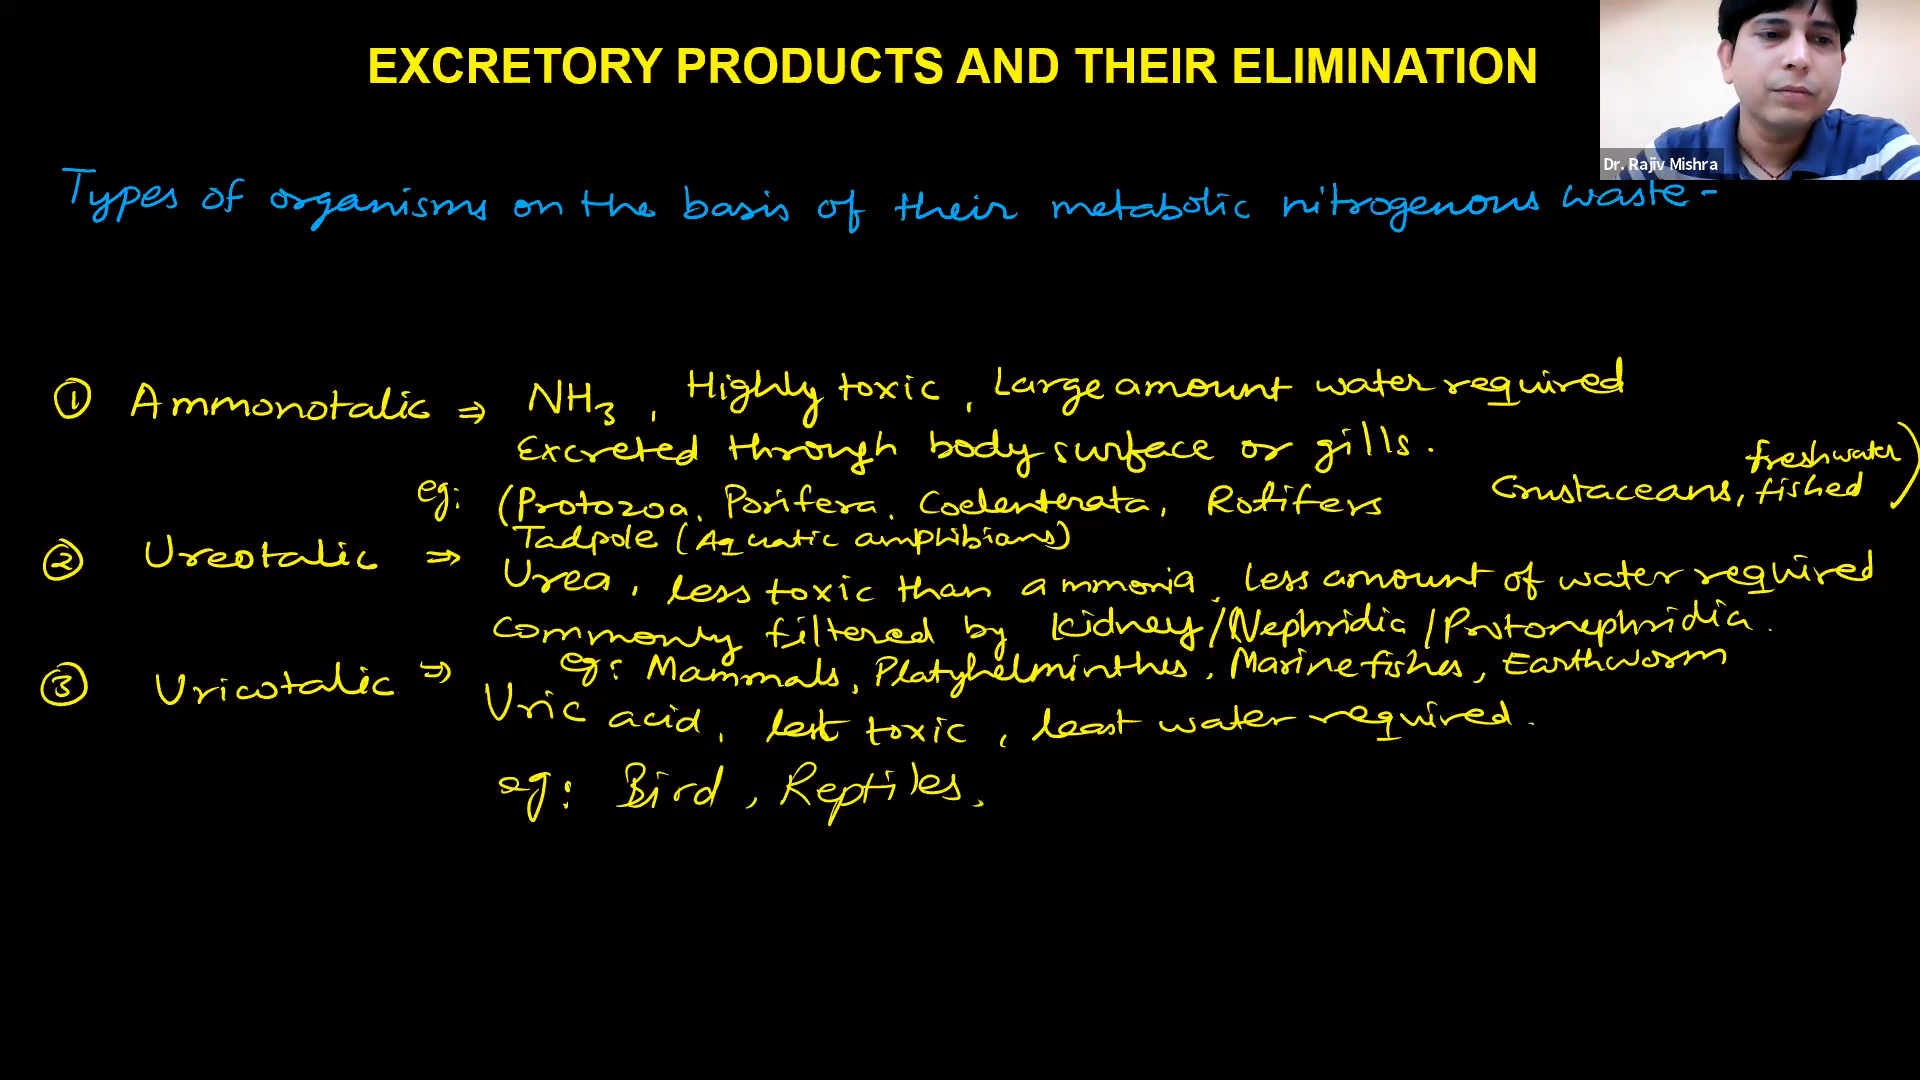 EXCRETORY PRODUCTS AND THEIR ELIMINATION
Dr. Rajiv Mishra
Types of organisms on the basis of their metabolic nitrogenous waste -
① Ammonotalic ⇒ NH3, Highly toxic, Large amount water required
Excreted through body surface or gills.
eg: (Protozoa, Porifera, Coelenterata, Rotifers Crustaceans, freshwater fished)
Tadpole (Aquatic amphibians)
② Ureotalic ⇒ Urea, less toxic than ammonia, less amount of water required
commonly filtered by kidney/Nephridia/Protonephridia.
eg: Mammals, Platyhelminthes, Marine fishes, Earthworm
③ Uricotalic ⇒ Uric acid, lest toxic, least water required.
eg: Bird, Reptiles,